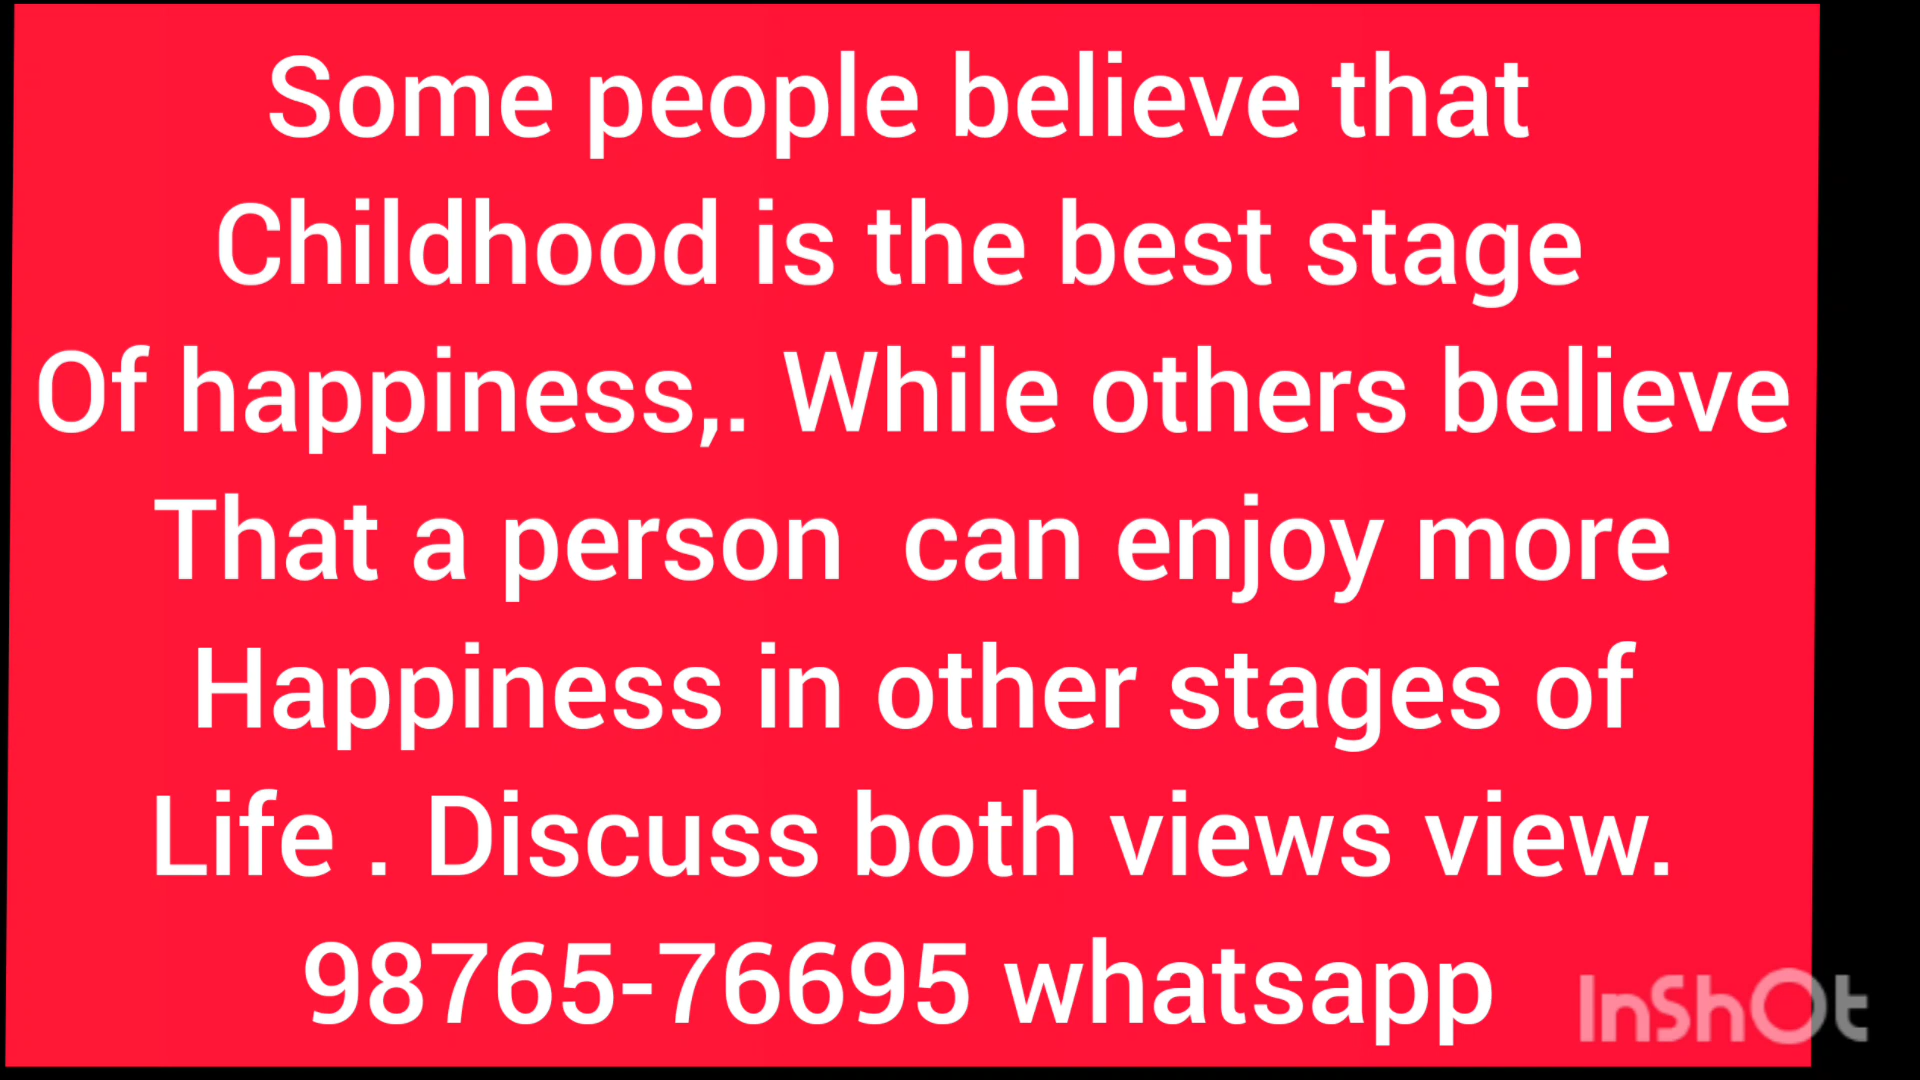 Some people believe that
Childhood is the best stage
Of happiness,. While others believe
That a person  can enjoy more
Happiness in other stages of
Life . Discuss both views view.
98765-76695 whatsapp
InShOt